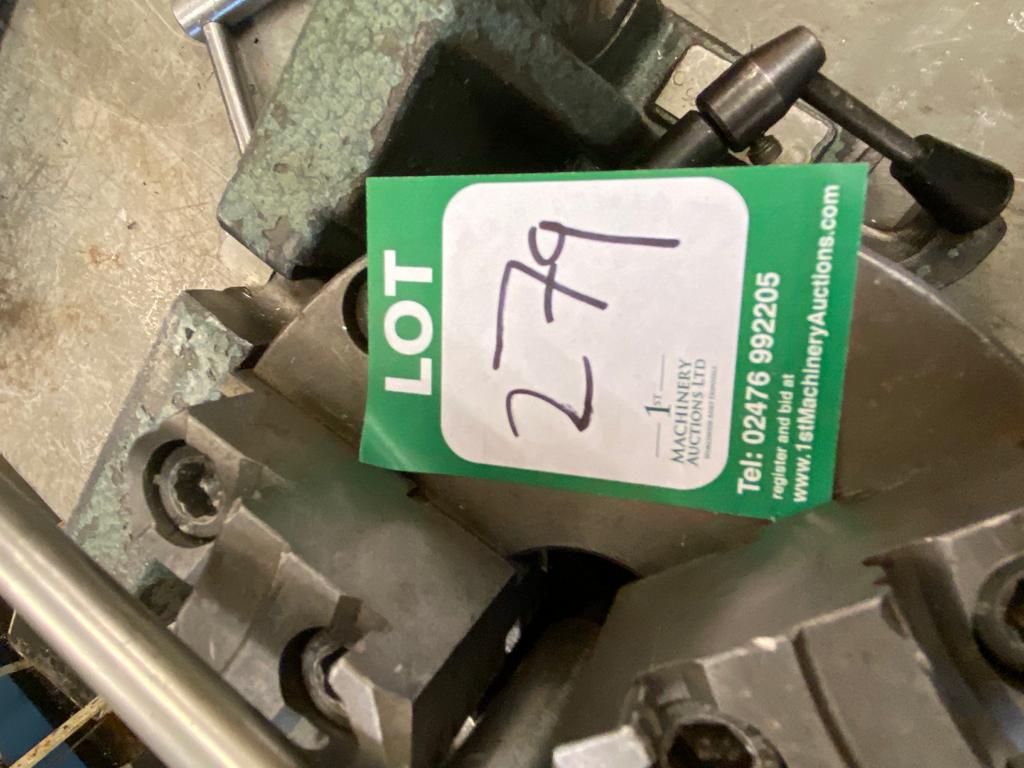 LOT
279
1ST
MACHINERY
AUCTIONS LTD
Tel: 02476 992205
register and bid at
www.1stMachineryAuctions.com